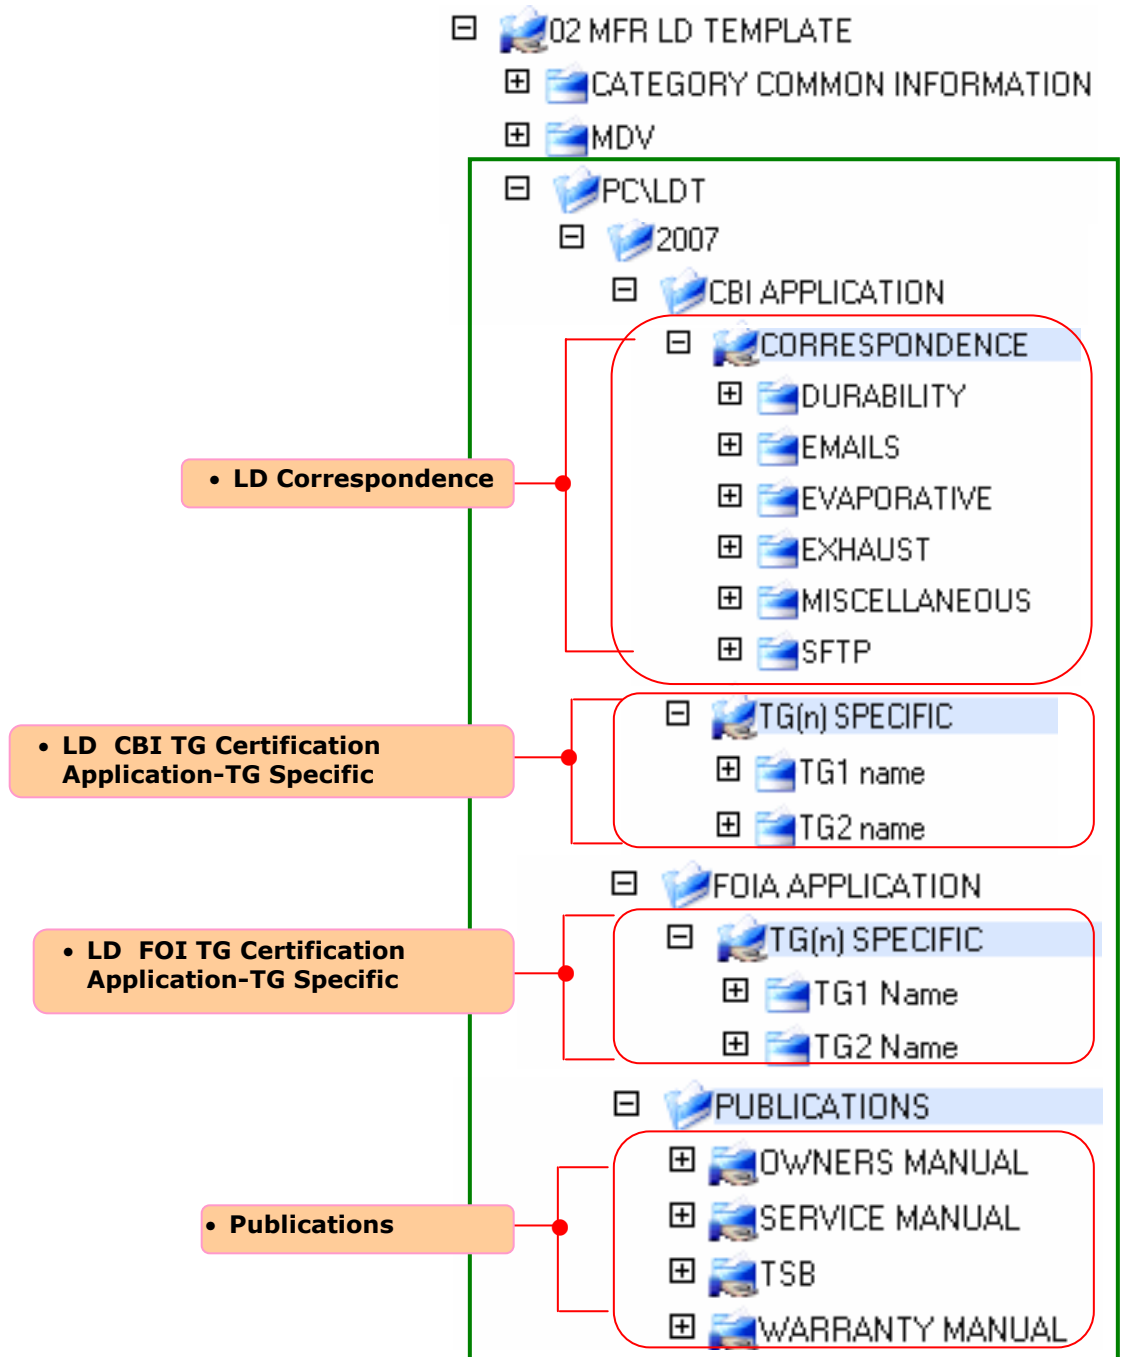 02 MFR LD TEMPLATE
CATEGORY COMMON INFORMATION
MDV
PC\LDT
2007
CBI APPLICATION
CORRESPONDENCE
DURABILITY
EMAILS
• LD Correspondence
EVAPORATIVE
EXHAUST
MISCELLANEOUS
SFTP
TG(n) SPECIFIC
• LD CBI TG Certification
Application-TG Specific
TG1 name
TG2 name
FOIA APPLICATION
TG(n) SPECIFIC
• LD FOI TG Certification
Application-TG Specific
TG1 Name
TG2 Name
PUBLICATIONS
OWNERS MANUAL
SERVICE MANUAL
• Publications
TSB
WARRANTY MANUAL